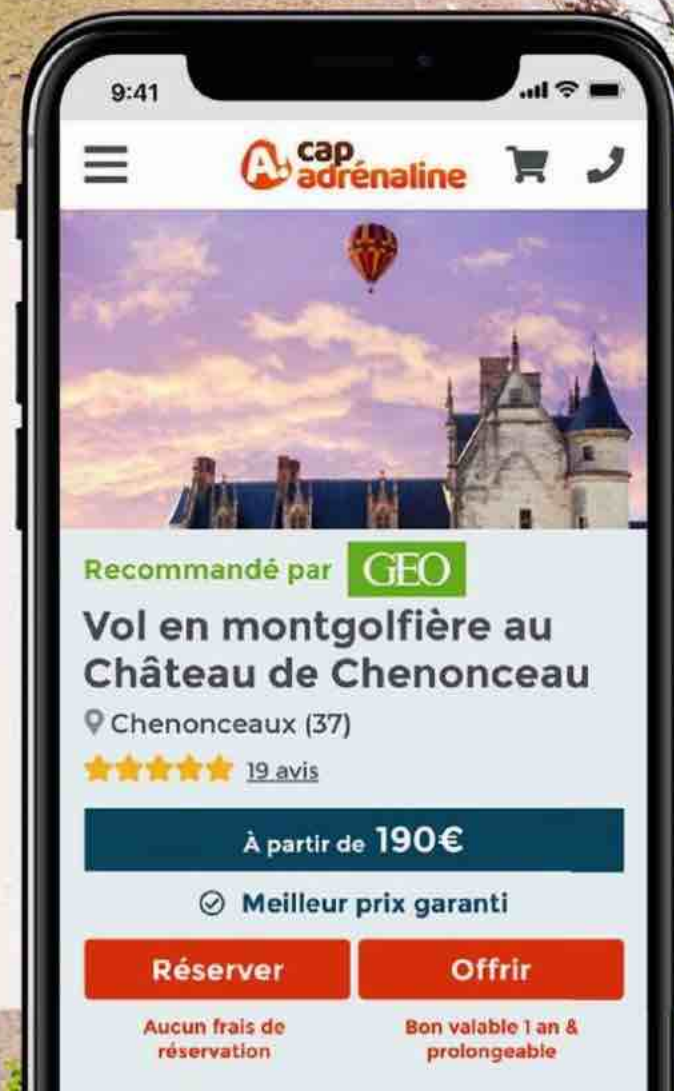 9:41
A! cap
adrénaline
Recommandé par GEO
Vol en montgolfière au
Château de Chenonceau
Chenonceaux (37)
19 avis
À partir de 190€
Meilleur prix garanti
Réserver Offrir
Aucun frais de
réservation
Bon valable 1 an &
prolongeable